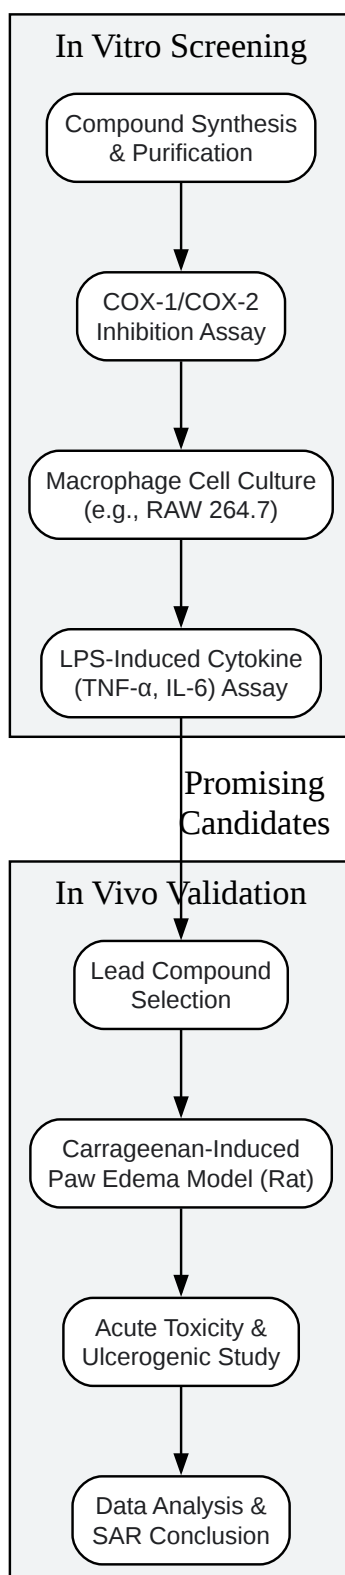 In Vitro Screening
Compound Synthesis
& Purification
COX-1/COX-2
Inhibition Assay
Macrophage Cell Culture
(e.g., RAW 264.7)
LPS-Induced Cytokine
(TNF-α, IL-6) Assay
Promising
Candidates
In Vivo Validation
Lead Compound
Selection
Carrageenan-Induced
Paw Edema Model (Rat)
Acute Toxicity &
Ulcerogenic Study
Data Analysis &
SAR Conclusion